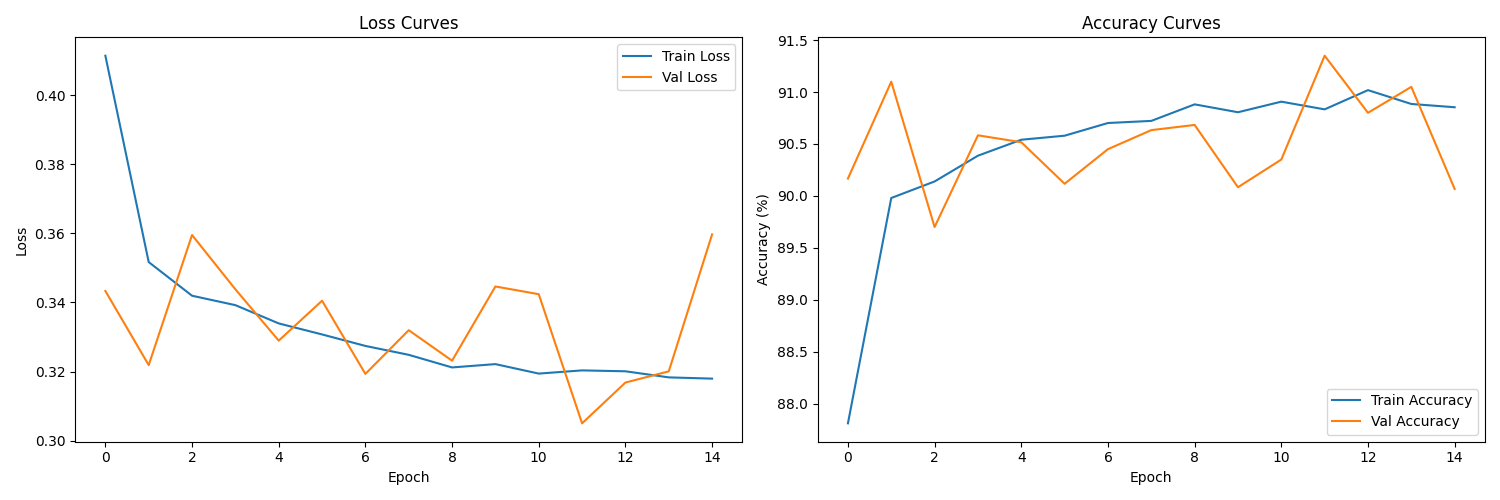 Loss Curves
Train Loss
Val Loss
0.40
0.38
0.36
0.34
0.32
0.30
Loss
0 2 4 6 8 10 12 14
Epoch
Accuracy Curves
91.5
91.0
90.5
90.0
89.5
89.0
88.5
88.0
Accuracy (%)
Train Accuracy
Val Accuracy
0 2 4 6 8 10 12 14
Epoch